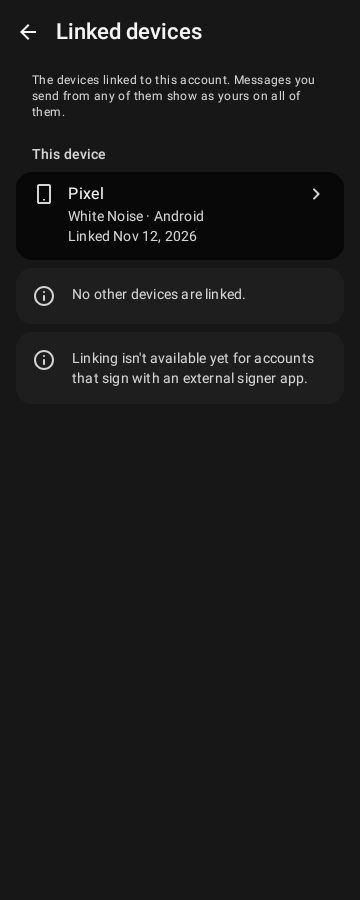 Linked devices
The devices linked to this account. Messages you
send from any of them show as yours on all of
them.
This device
Pixel
White Noise · Android
Linked Nov 12, 2026
No other devices are linked.
Linking isn't available yet for accounts
that sign with an external signer app.